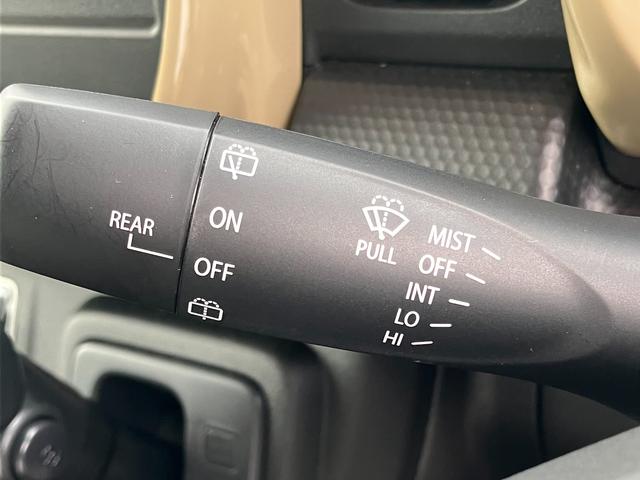 REAR
ON
OFF
PULL
MIST
OFF
INT
LO
HI